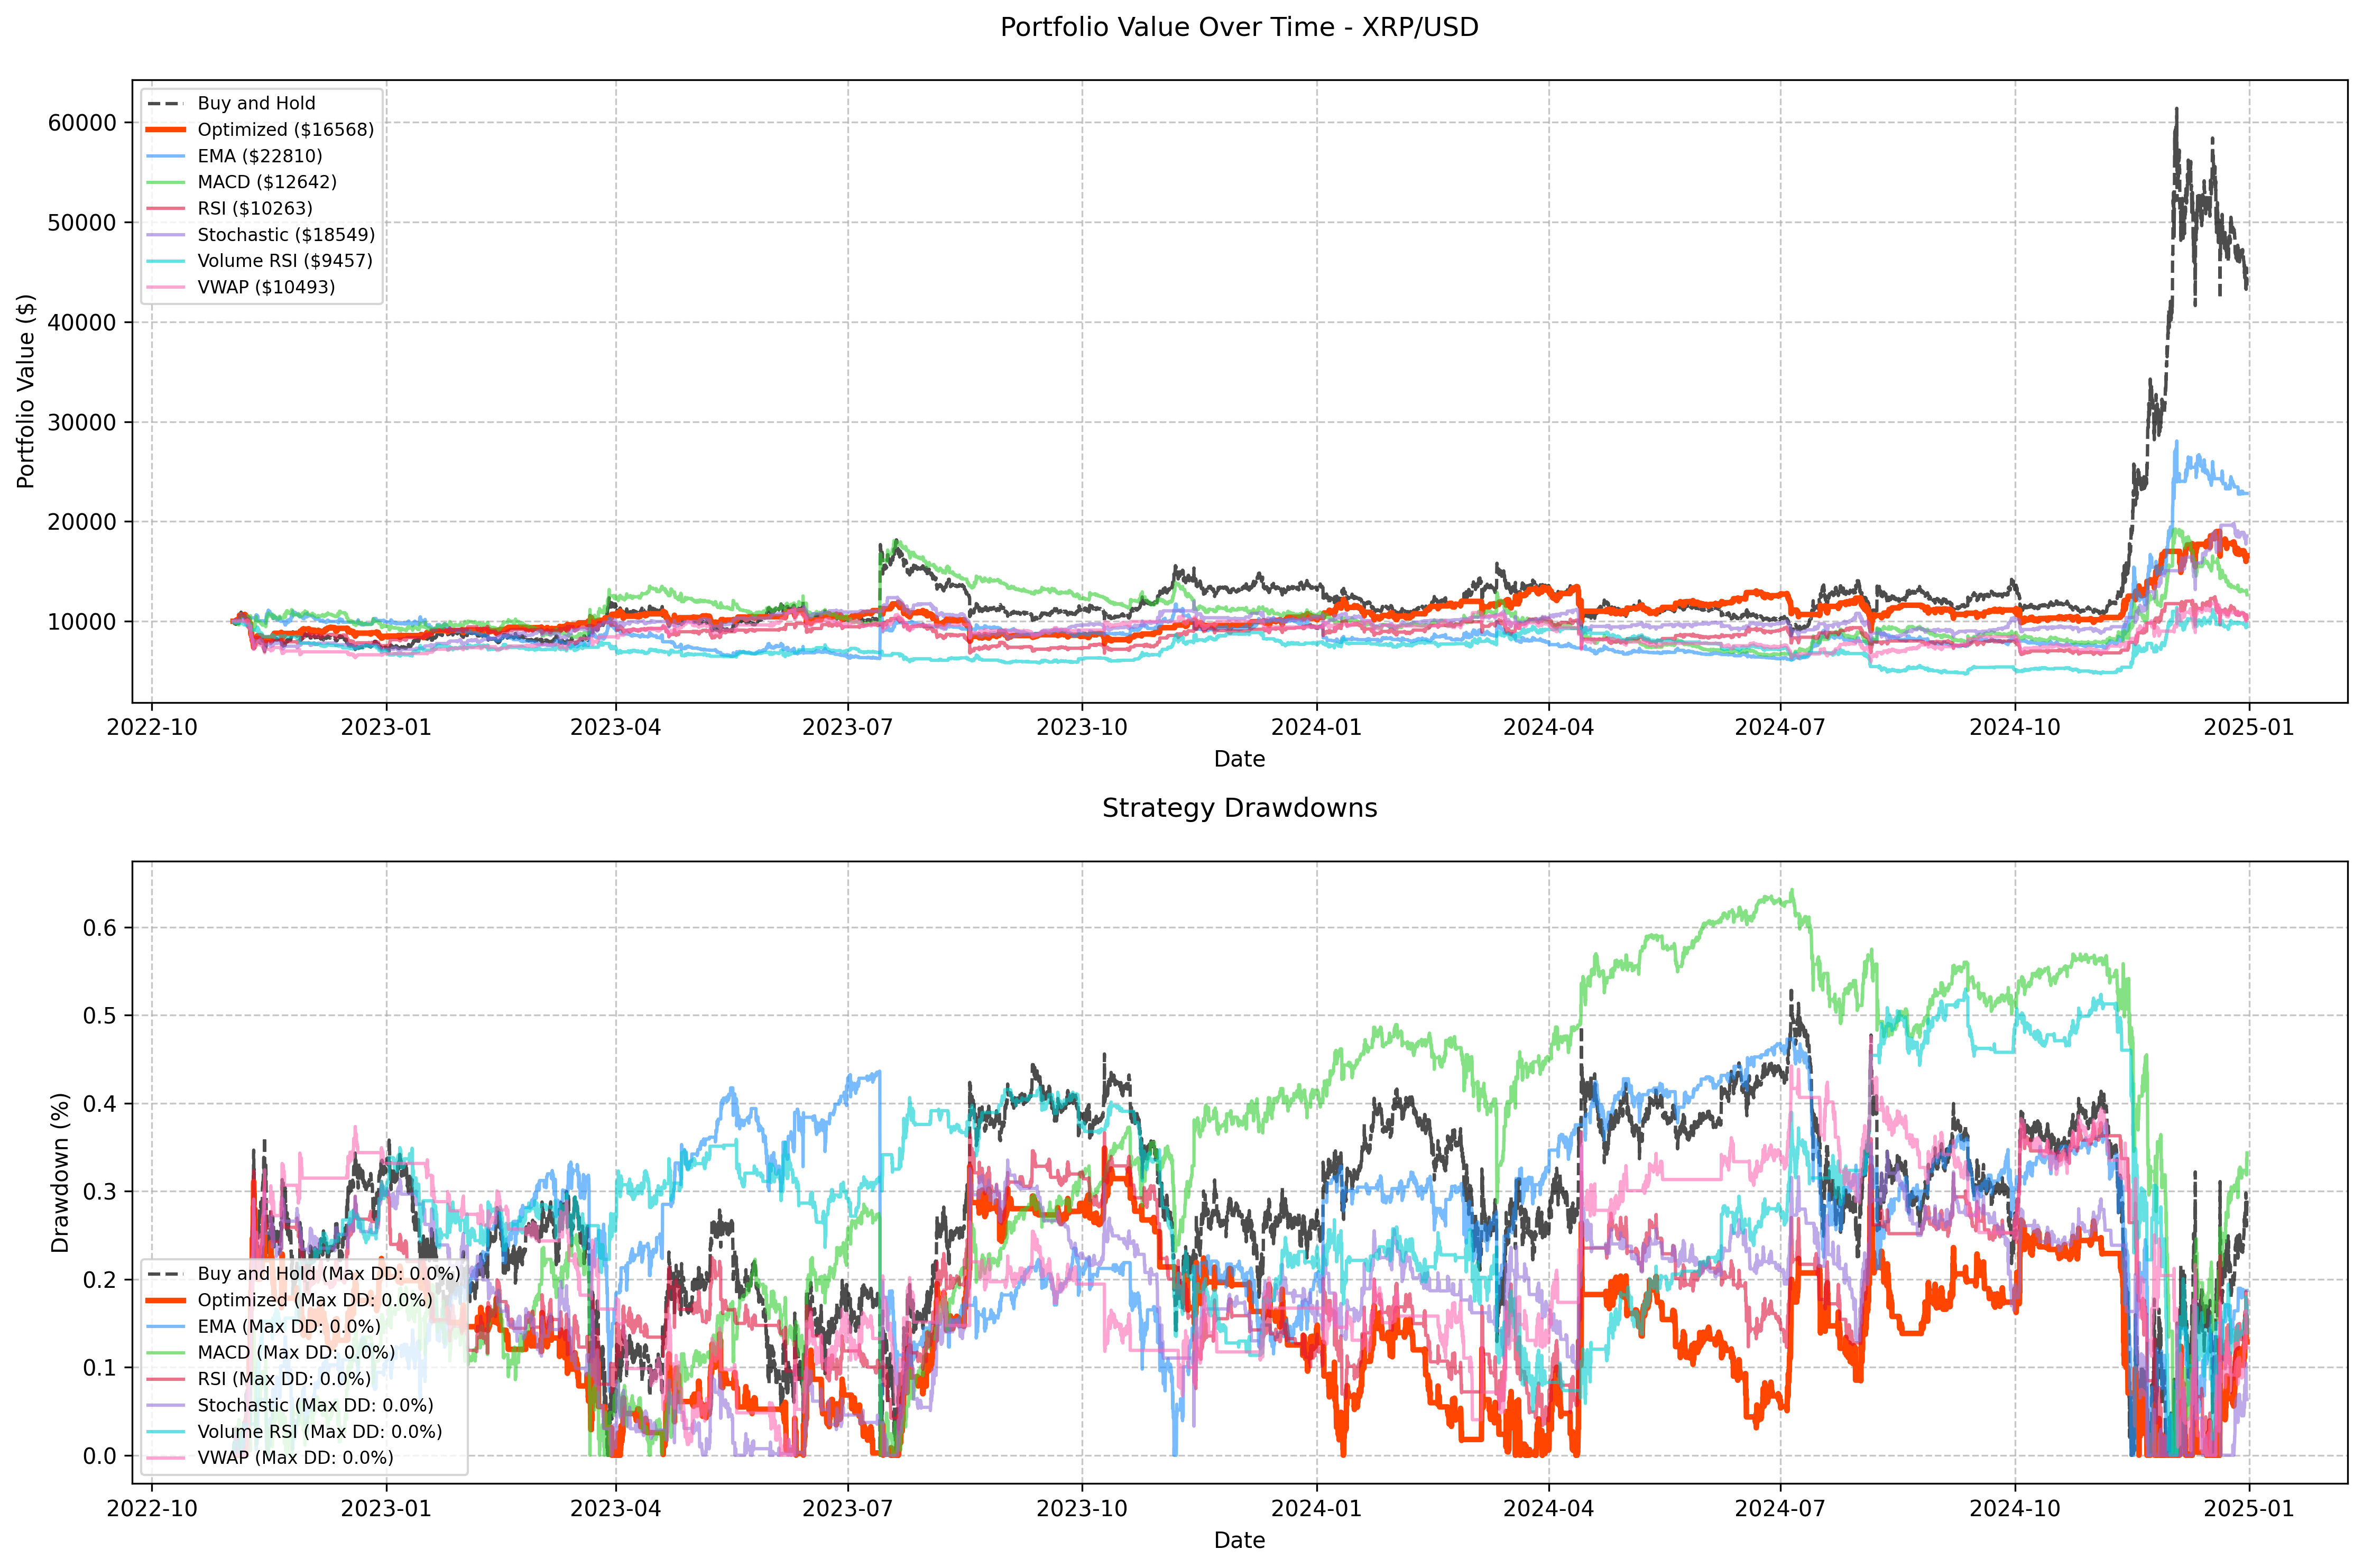 Portfolio Value Over Time - XRP/USD
Portfolio Value ($)
60000
50000
40000
30000
20000
10000
Buy and Hold
Optimized ($16568)
EMA ($22810)
MACD ($12642)
RSI ($10263)
Stochastic ($18549)
Volume RSI ($9457)
VWAP ($10493)
2022-10 2023-01 2023-04 2023-07 2023-10 2024-01 2024-04 2024-07 2024-10 2025-01
Date
Strategy Drawdowns
Drawdown (%)
0.6
0.5
0.4
0.3
0.2
0.1
0.0
Buy and Hold (Max DD: 0.0%)
Optimized (Max DD: 0.0%)
EMA (Max DD: 0.0%)
MACD (Max DD: 0.0%)
RSI (Max DD: 0.0%)
Stochastic (Max DD: 0.0%)
Volume RSI (Max DD: 0.0%)
VWAP (Max DD: 0.0%)
2022-10 2023-01 2023-04 2023-07 2023-10 2024-01 2024-04 2024-07 2024-10 2025-01
Date